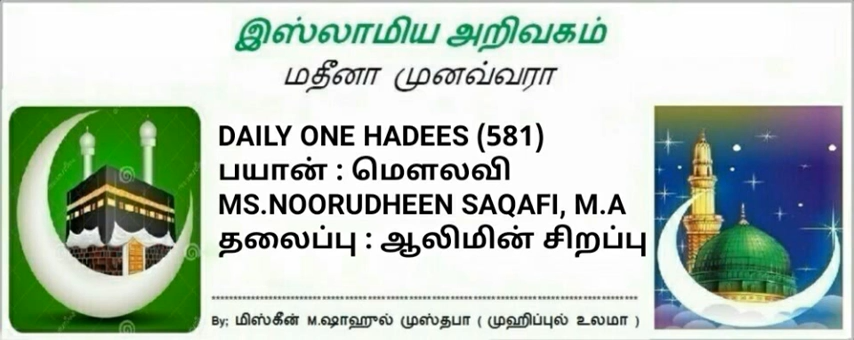 இஸ்லாமிய அறிவகம்
மதீனா முனவ்வரா
DAILY ONE HADEES (581)
பயான் : மௌலவி
MS.NOORUDHEEN SAQAFI, M.A
தலைப்பு : ஆலிமின் சிறப்பு
By; மிஸ்கீன் M.ஷாஹுல் முஸ்தபா ( முஹிப்புல் உலமா )